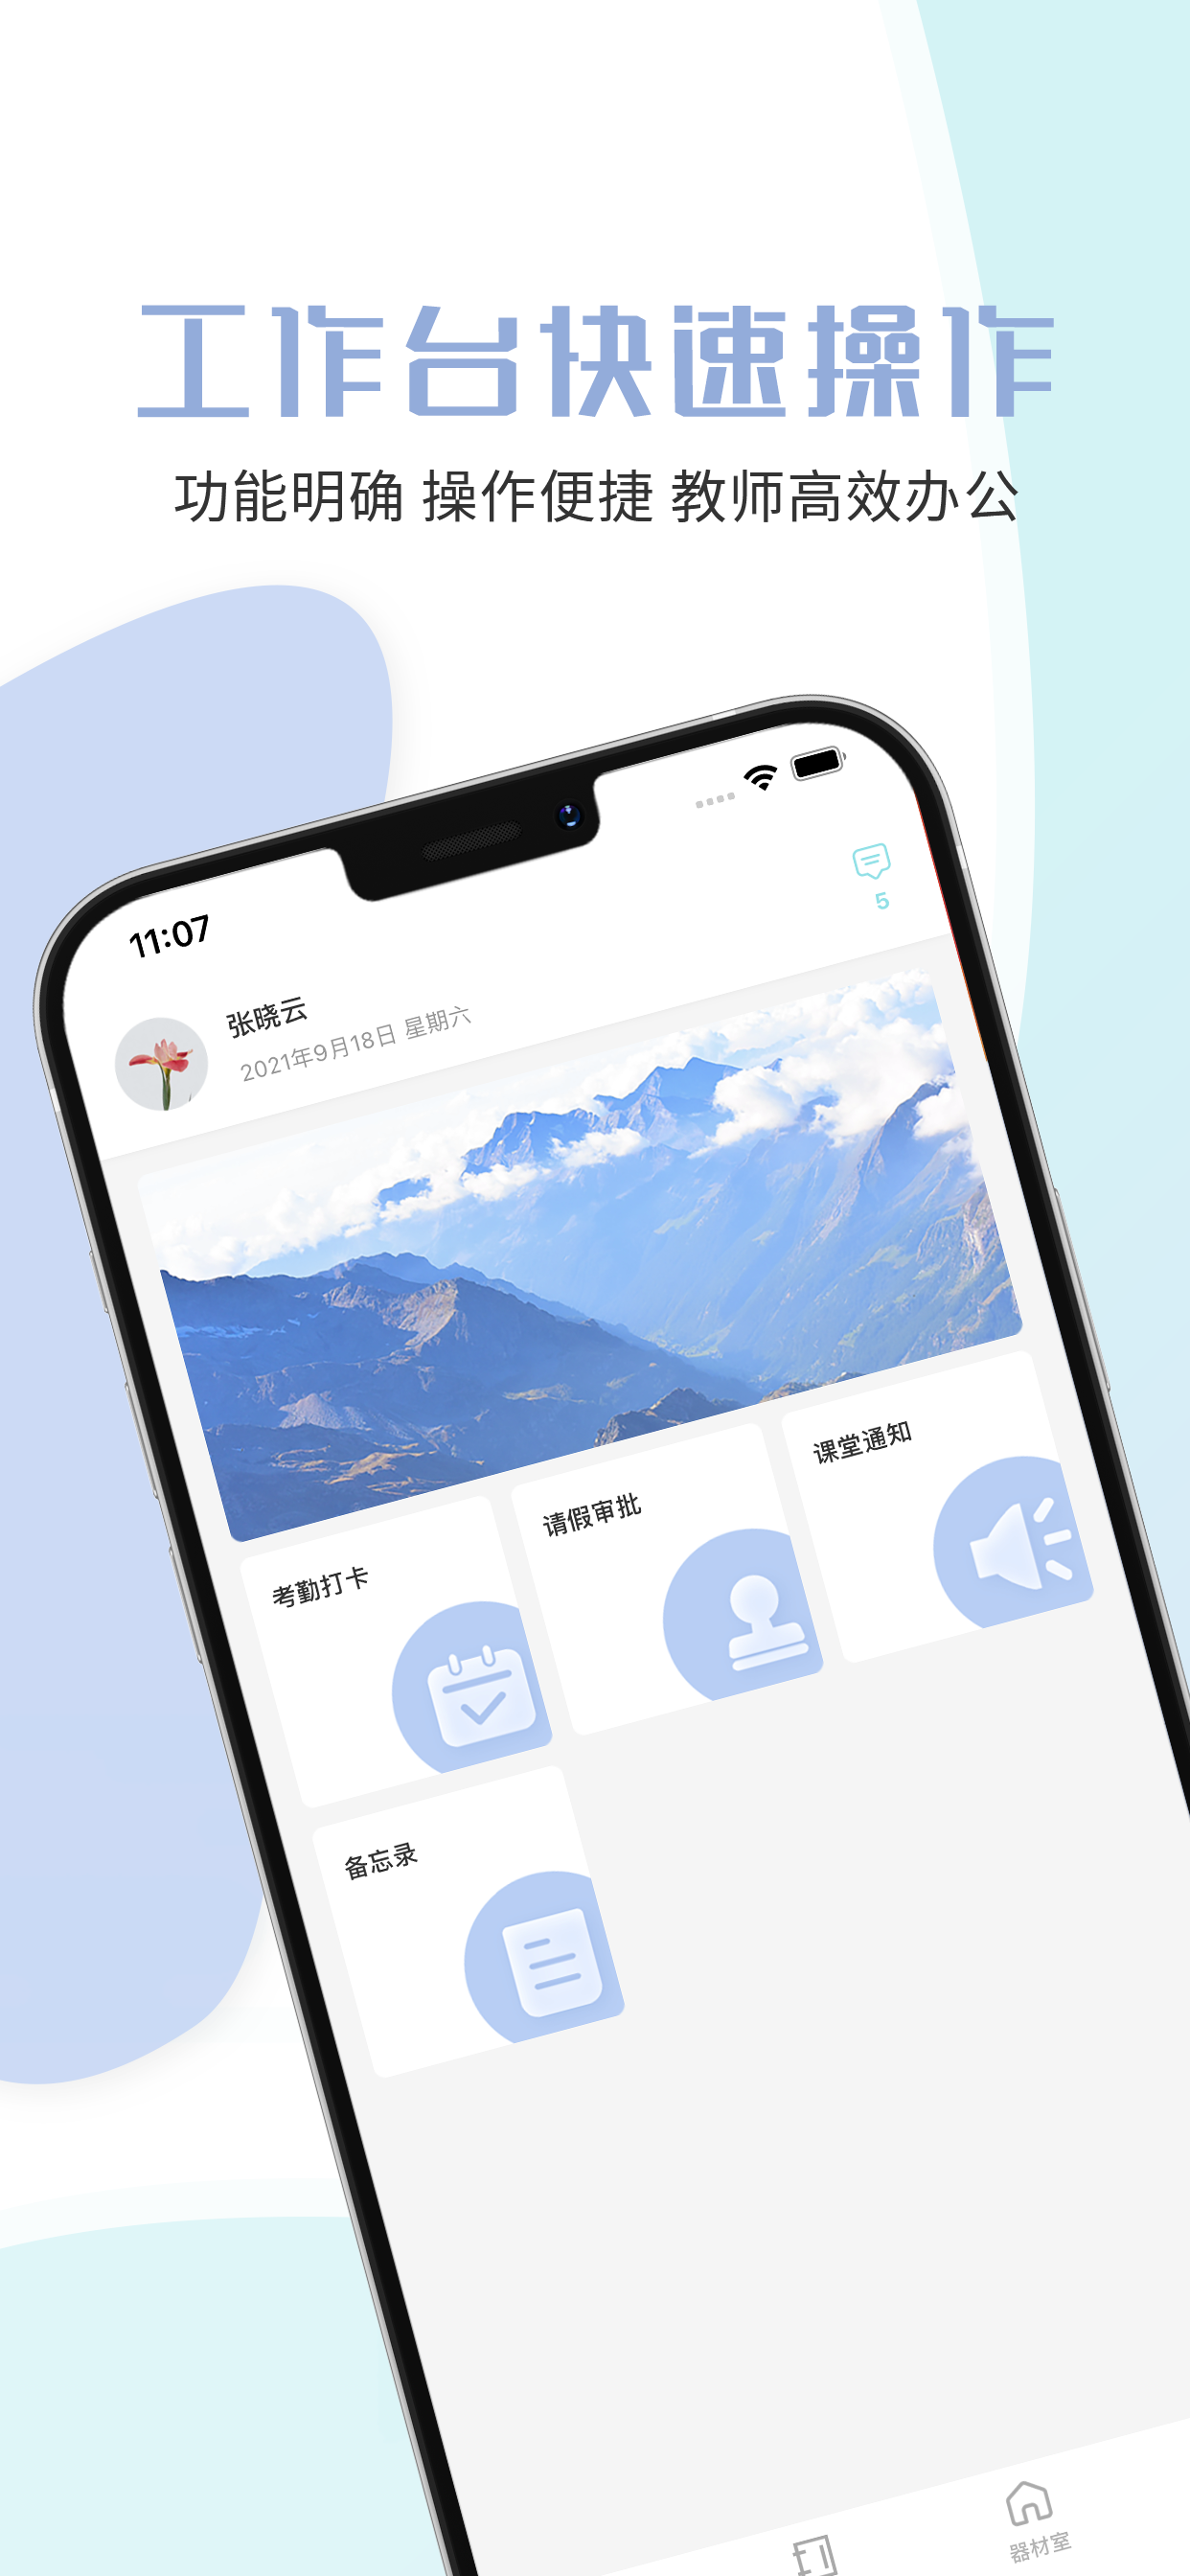 工作台快速操作
功能明确 操作便捷 教师高效办公
11:07
5
张晓云
2021年9月18日 星期六
考勤打卡
请假审批
课堂通知
备忘录
器材室